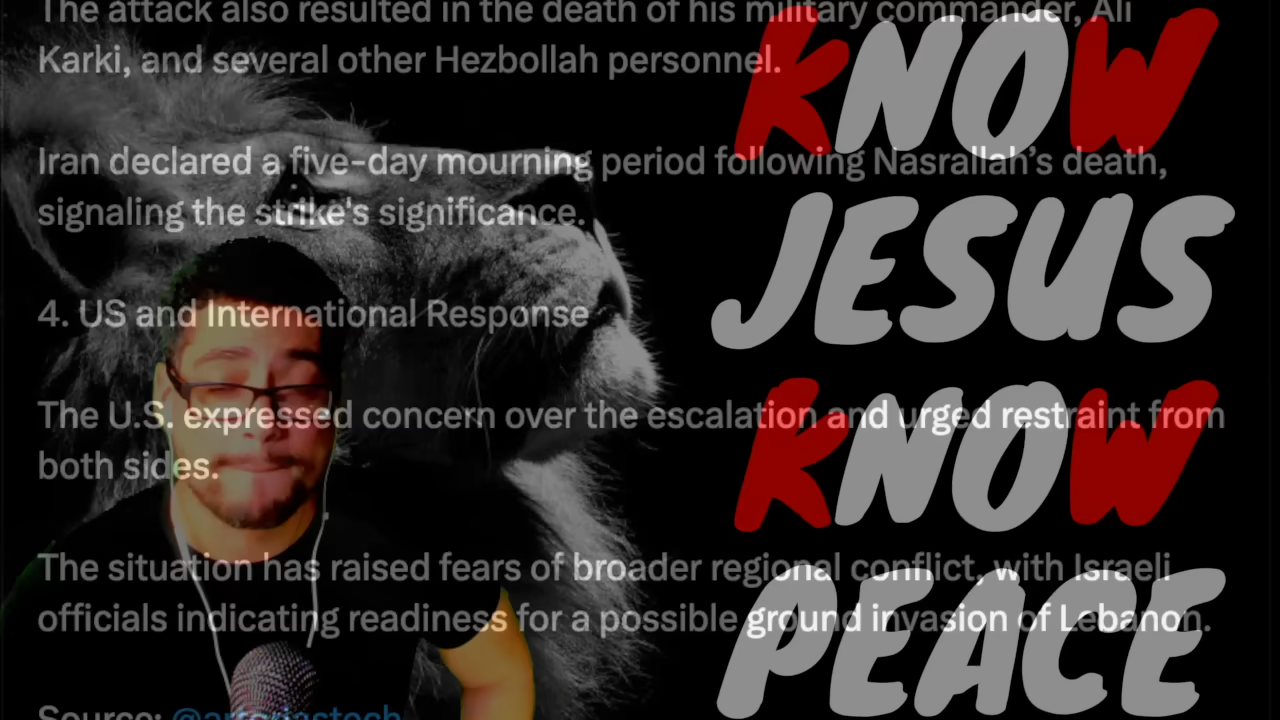 The attack also resulted in the death of his military commander, Ali
Karki, and several other Hezbollah personnel.
Iran declared a five-day mourning period following Nasrallah's death,
signaling the strike's significance.
4. US and International Response
The U.S. expressed concern over the escalation and urged restraint from
both sides.
The situation has raised fears of broader regional conflict, with Israeli
officials indicating readiness for a possible ground invasion of Lebanon.
Source: @arteriastech
KNOW
JESUS
KNOW
PEACE